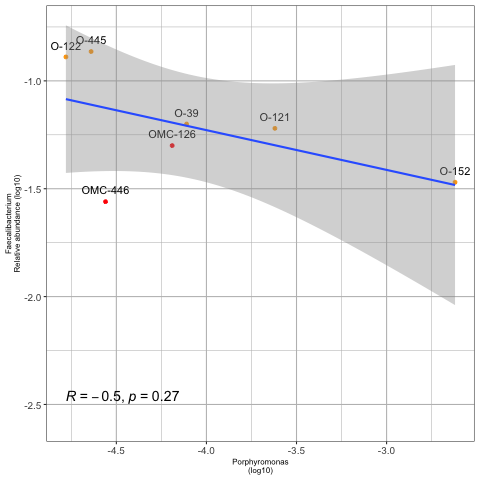 O-122
O-445
-1.0
O-39
O-121
OMC-126
O-152
-1.5
OMC-446
Faecalibacterium
Relative abundance (log10)
-2.0
R = − 0.5, p = 0.27
-2.5
-4.5
-4.0
-3.5
-3.0
Porphyromonas
(log10)